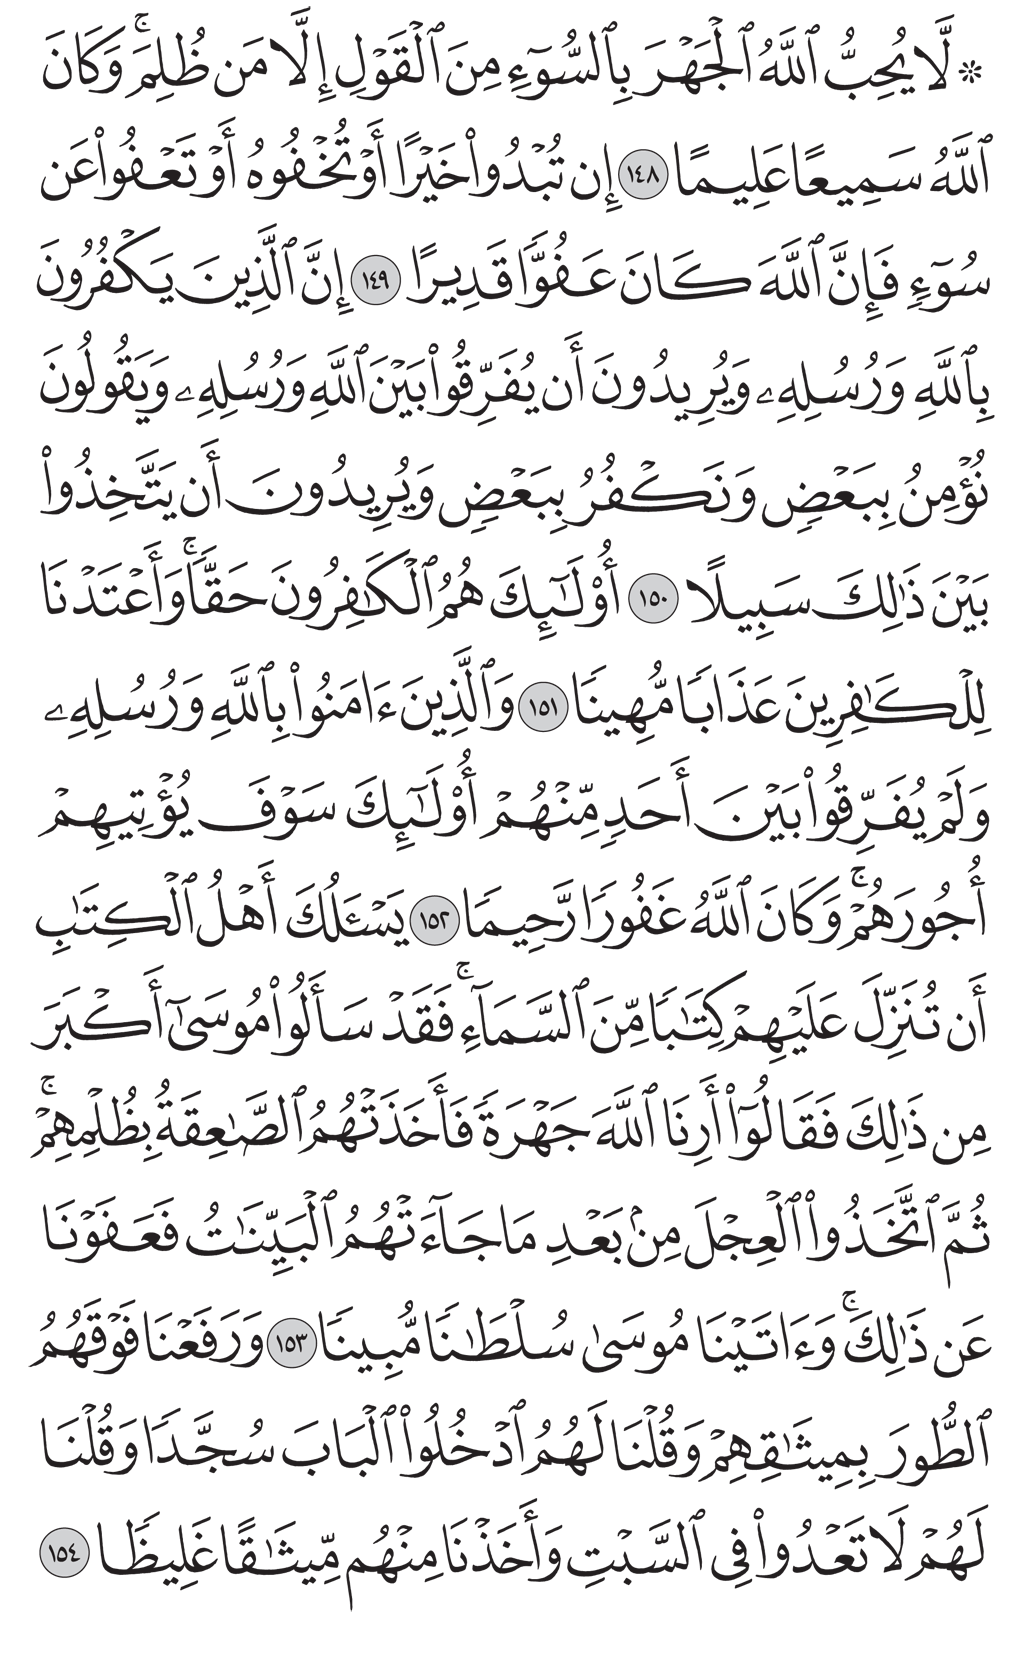 ۞ لَّا يُحِبُّ ٱللَّهُ ٱلْجَهْرَ بِٱلسُّوٓءِ مِنَ ٱلْقَوْلِ إِلَّا مَن ظُلِمَ ۚ وَكَانَ
ٱللَّهُ سَمِيعًا عَلِيمًا ١٤٨ إِن تُبْدُوا۟ خَيْرًا أَوْ تُخْفُوهُ أَوْ تَعْفُوا۟ عَن
سُوٓءٍ فَإِنَّ ٱللَّهَ كَانَ عَفُوًّا قَدِيرًا ١٤٩ إِنَّ ٱلَّذِينَ يَكْفُرُونَ
بِٱللَّهِ وَرُسُلِهِۦ وَيُرِيدُونَ أَن يُفَرِّقُوا۟ بَيْنَ ٱللَّهِ وَرُسُلِهِۦ وَيَقُولُونَ
نُؤْمِنُ بِبَعْضٍ وَنَكْفُرُ بِبَعْضٍ وَيُرِيدُونَ أَن يَتَّخِذُوا۟
بَيْنَ ذَٰلِكَ سَبِيلًا ١٥٠ أُو۟لَـٰٓئِكَ هُمُ ٱلْكَـٰفِرُونَ حَقًّا ۚ وَأَعْتَدْنَا
لِلْكَـٰفِرِينَ عَذَابًا مُّهِينًا ١٥١ وَٱلَّذِينَ ءَامَنُوا۟ بِٱللَّهِ وَرُسُلِهِۦ
وَلَمْ يُفَرِّقُوا۟ بَيْنَ أَحَدٍ مِّنْهُمْ أُو۟لَـٰٓئِكَ سَوْفَ يُؤْتِيهِمْ
أُجُورَهُمْ ۚ وَكَانَ ٱللَّهُ غَفُورًا رَّحِيمًا ١٥٢ يَسْـَٔلُكَ أَهْلُ ٱلْكِتَـٰبِ
أَن تُنَزِّلَ عَلَيْهِمْ كِتَـٰبًا مِّنَ ٱلسَّمَآءِ ۚ فَقَدْ سَأَلُوا۟ مُوسَىٰٓ أَكْبَرَ
مِن ذَٰلِكَ فَقَالُوٓا۟ أَرِنَا ٱللَّهَ جَهْرَةً فَأَخَذَتْهُمُ ٱلصَّـٰعِقَةُ بِظُلْمِهِمْ ۚ
ثُمَّ ٱتَّخَذُوا۟ ٱلْعِجْلَ مِنۢ بَعْدِ مَا جَآءَتْهُمُ ٱلْبَيِّنَـٰتُ فَعَفَوْنَا
عَن ذَٰلِكَ ۚ وَءَاتَيْنَا مُوسَىٰ سُلْطَـٰنًا مُّبِينًا ١٥٣ وَرَفَعْنَا فَوْقَهُمُ
ٱلطُّورَ بِمِيثَـٰقِهِمْ وَقُلْنَا لَهُمُ ٱدْخُلُوا۟ ٱلْبَابَ سُجَّدًا وَقُلْنَا
لَهُمْ لَا تَعْدُوا۟ فِى ٱلسَّبْتِ وَأَخَذْنَا مِنْهُم مِّيثَـٰقًا غَلِيظًا ١٥٤